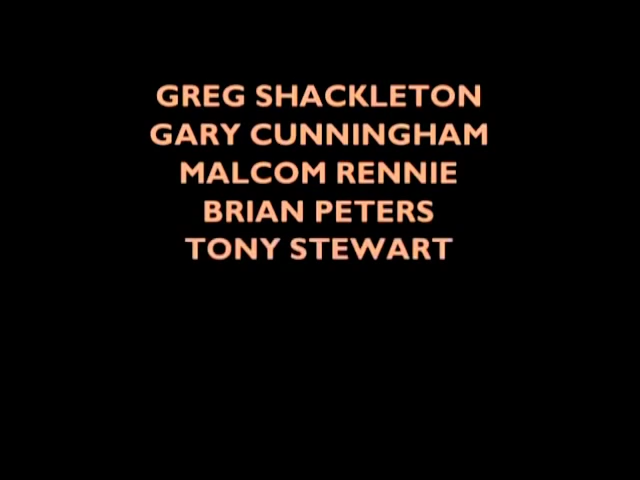 GREG SHACKLETON
GARY CUNNINGHAM
MALCOM RENNIE
BRIAN PETERS
TONY STEWART